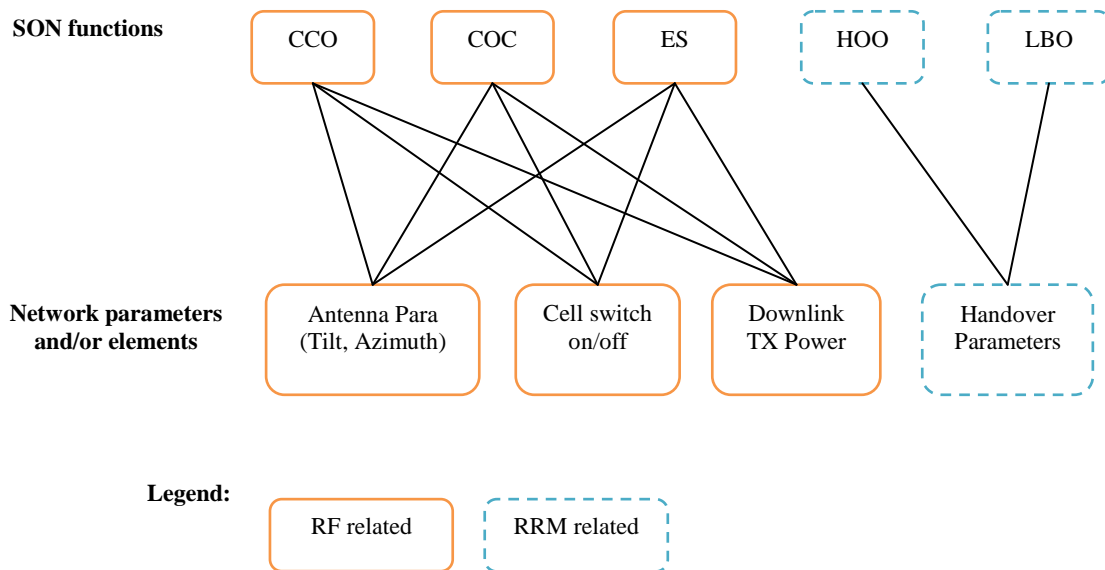 SON functions
CCO
COC
ES
HOO
LBO
Network parameters
and/or elements
Antenna Para
(Tilt, Azimuth)
Cell switch
on/off
Downlink
TX Power
Handover
Parameters
Legend:
RF related
RRM related